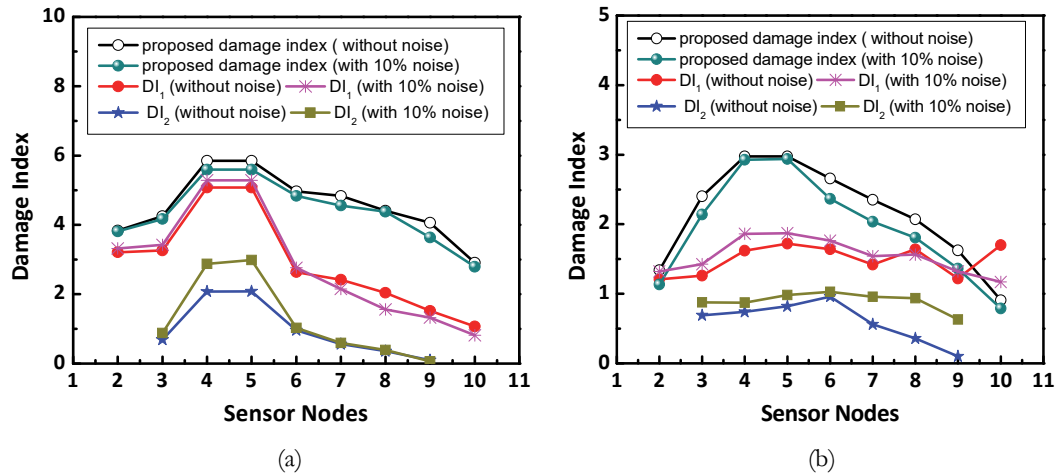 10
8
6
4
2
0
Damage Index
proposed damage index ( without noise)
proposed damage index (with 10% noise)
DI1 (without noise) DI1 (with 10% noise)
DI2 (without noise) DI2 (with 10% noise)
1 2 3 4 5 6 7 8 9 10 11
Sensor Nodes
(a)
5
4
3
2
1
0
Damage Index
proposed damage index ( without noise)
proposed damage index (with 10% noise)
DI1 (without noise) DI1 (with 10% noise)
DI2 (without noise) DI2 (with 10% noise)
1 2 3 4 5 6 7 8 9 10 11
Sensor Nodes
(b)